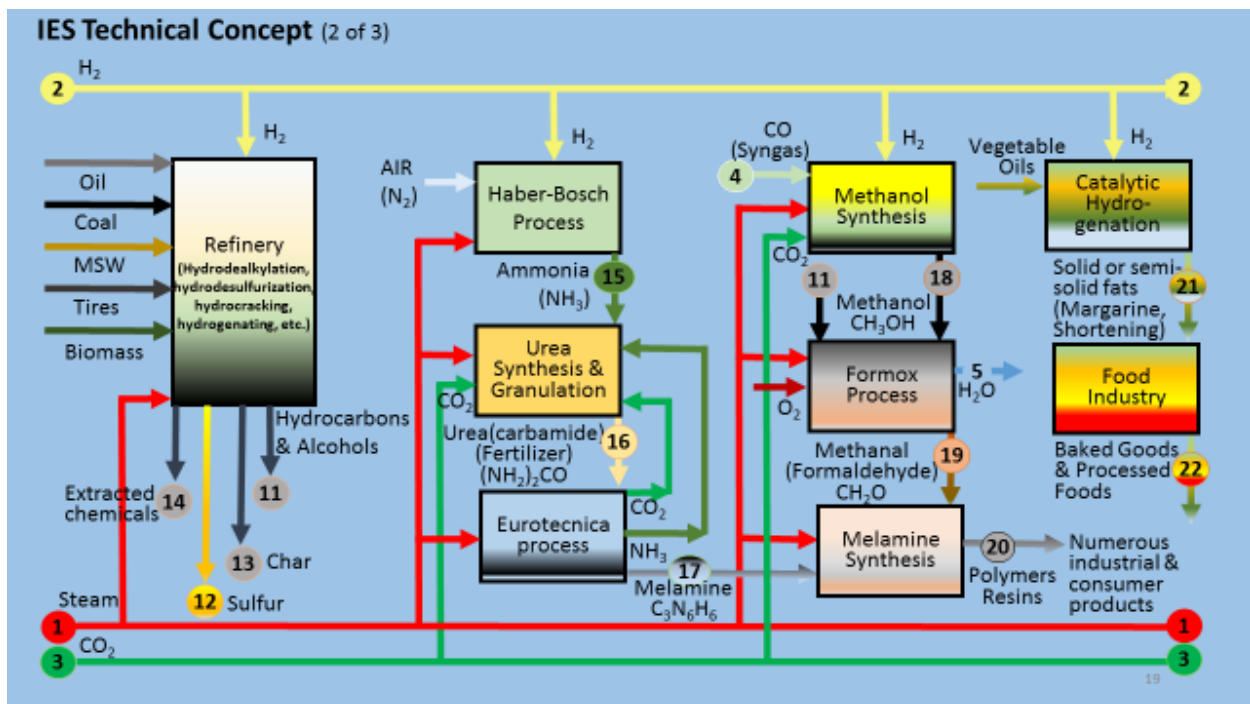 IES Technical Concept (2 of 3)
H₂
2
2
H₂
H₂
H₂
H₂
Oil
Coal
MSW
Tires
Biomass
Refinery
(Hydrodealkylation,
hydrodesulfurization,
hydrocracking,
hydrogenating, etc.)
Hydrocarbons
& Alcohols
Extracted
chemicals
14
11
13
Char
12
Sulfur
AIR
(N₂)
Haber-Bosch
Process
Ammonia
(NH₃)
15
Urea
Synthesis &
Granulation
CO₂
Urea(carbamide)
(Fertilizer)
(NH₂)₂CO
16
CO₂
Eurotecnica
process
NH₃
17
Melamine
C₃N₆H₆
CO
(Syngas)
4
Methanol
Synthesis
CO₂
11
18
Methanol
CH₃OH
Formox
Process
O₂
5
H₂O
Methanal
(Formaldehyde)
CH₂O
19
Melamine
Synthesis
20
Polymers
Resins
Numerous
industrial &
consumer
products
Vegetable
Oils
Catalytic
Hydro-
genation
Solid or semi-
solid fats
(Margarine,
Shortening)
21
Food
Industry
Baked Goods
& Processed
Foods
22
Steam
1
1
CO₂
3
3
19